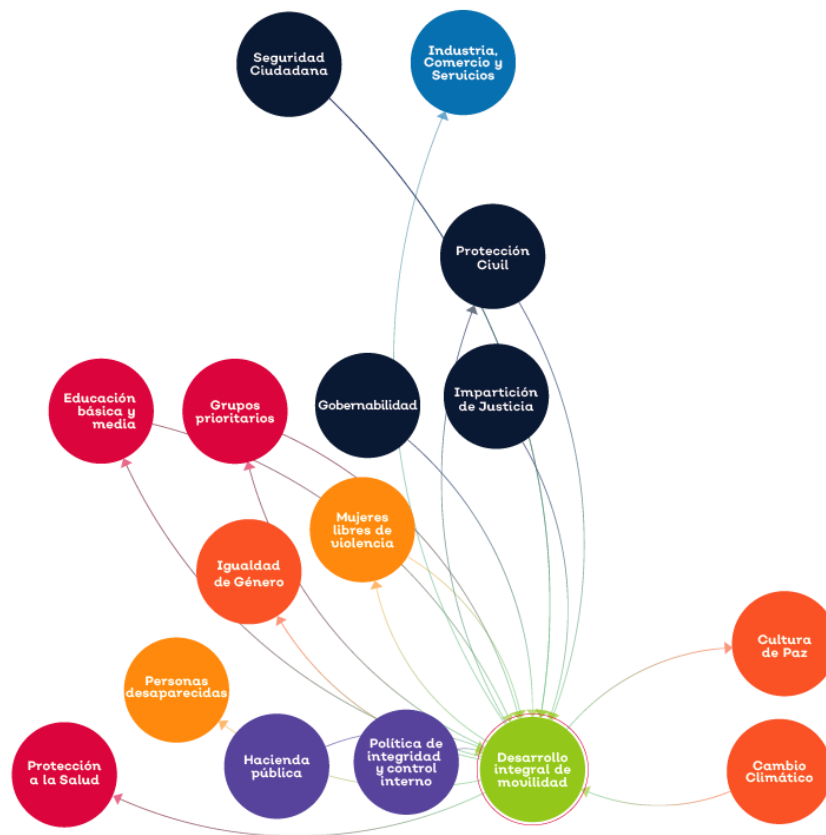 Seguridad
Ciudadana
Industria,
Comercio y
Servicios
Protección
Civil
Educación
básica y
media
Grupos
prioritarios
Gobernabilidad
Impartición
de Justicia
Mujeres
libres de
violencia
Igualdad
de Género
Cultura
de Paz
Personas
desaparecidas
Protección
a la Salud
Hacienda
pública
Política de
integridad
y control
interno
Desarrollo
integral de
movilidad
Cambio
Climático